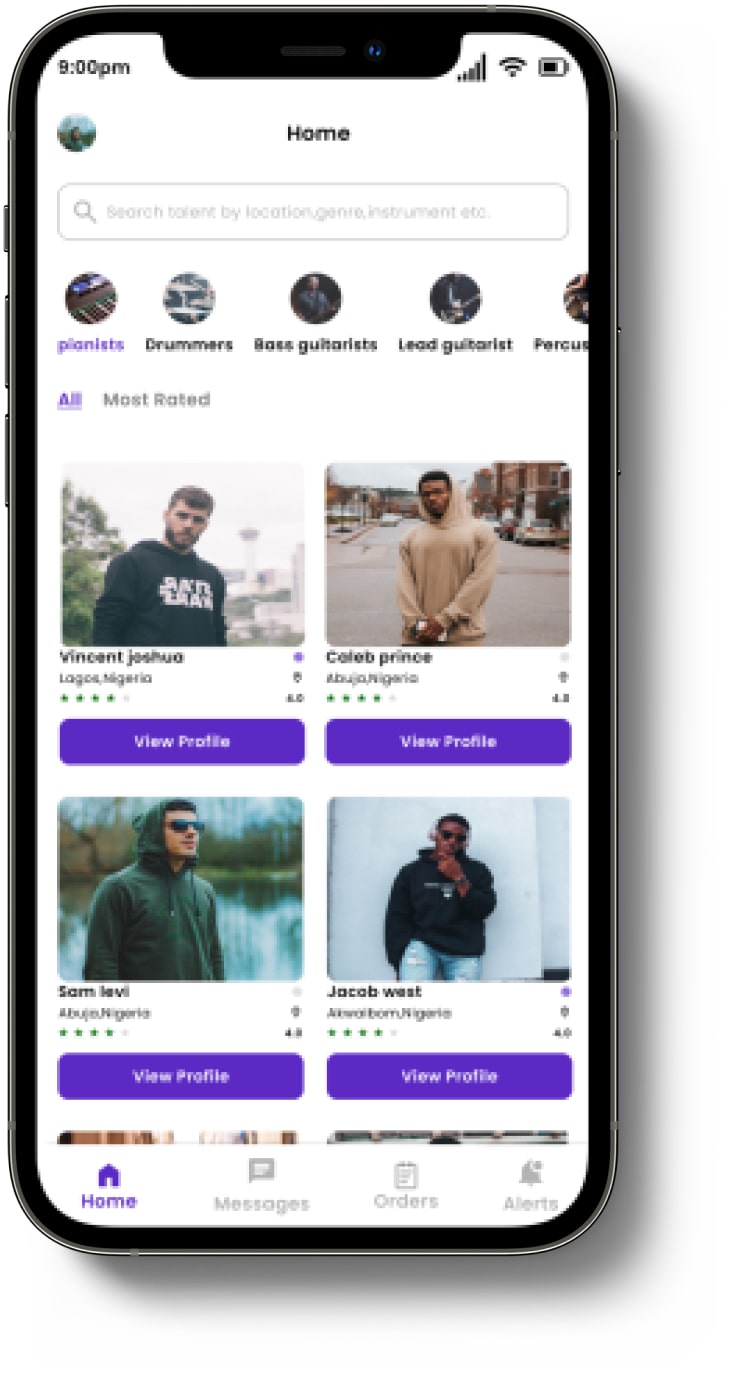 9:00pm
Home
Search talent by location,genre,instrument etc.
pianists Drummers Bass guitarists Lead guitarist Percus
All Most Rated
Vincent joshua
Lagos,Nigeria
4.0
View Profile
Caleb prince
Abuja,Nigeria
4.0
View Profile
Sam levi
Abuja,Nigeria
4.0
View Profile
Jacob west
Akwaibom,Nigeria
4.0
View Profile
Home Messages Orders Alerts